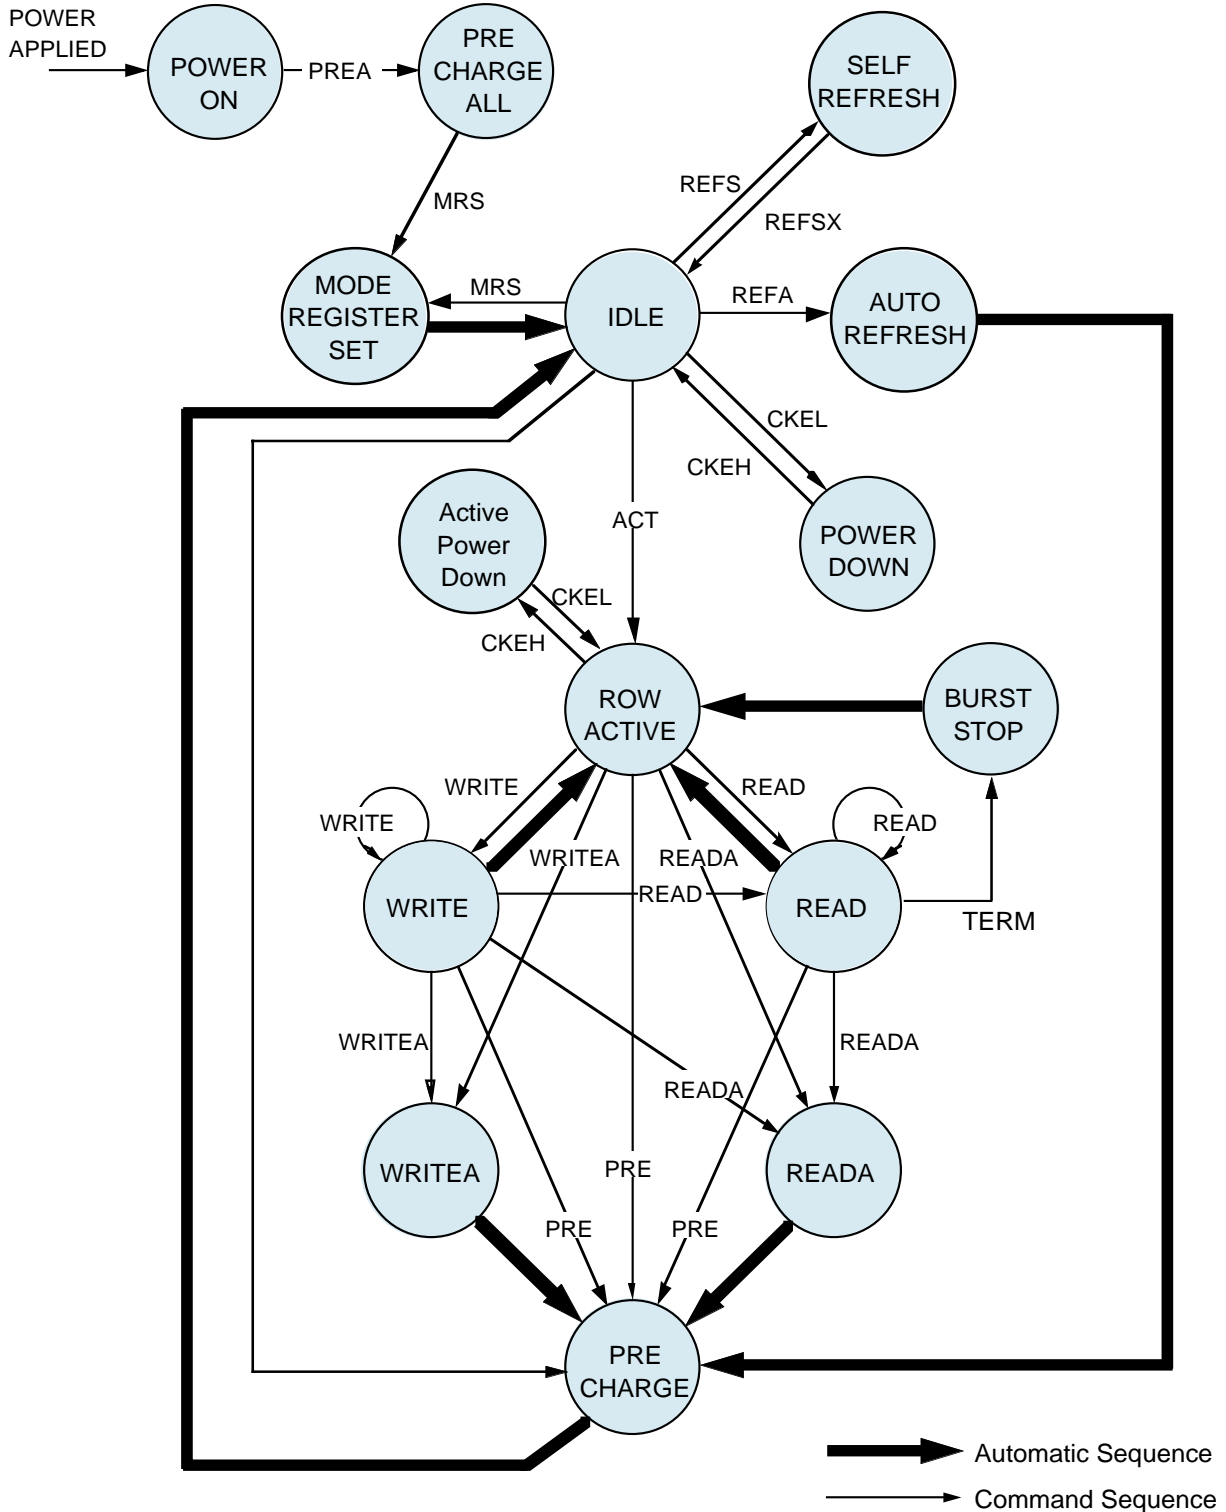 POWER
APPLIED
POWER
ON
PREA
PRE
CHARGE
ALL
SELF
REFRESH
MRS
REFS
REFSX
MODE
REGISTER
SET
MRS
IDLE
REFA
AUTO
REFRESH
CKEL
CKEH
ACT
Active
Power
Down
POWER
DOWN
CKEL
CKEH
ROW
ACTIVE
BURST
STOP
WRITE
READ
WRITE
READ
WRITEA
READA
WRITE
READ
READ
TERM
WRITEA
READA
READA
WRITEA
PRE
READA
PRE
PRE
PRE
CHARGE
Automatic Sequence
Command Sequence